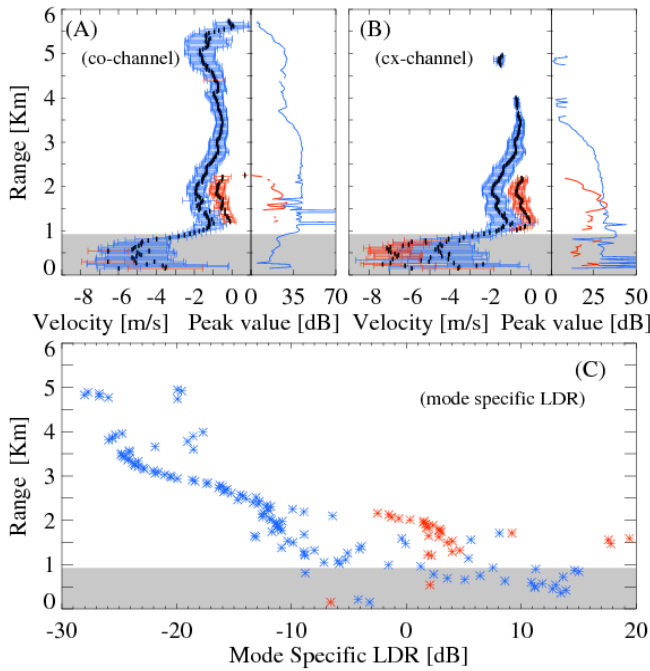 6
(A)
(B)
5
(co-channel)
(cx-channel)
4
Range [Km]
3
2
1
0
-8 -6 -4 -2 0 35 70
-8 -6 -4 -2 0 25 50
Velocity [m/s] Peak value [dB]
Velocity [m/s] Peak value [dB]
6
(C)
5
(mode specific LDR)
4
Range [Km]
3
2
1
0
-30 -20 -10 0 10 20
Mode Specific LDR [dB]